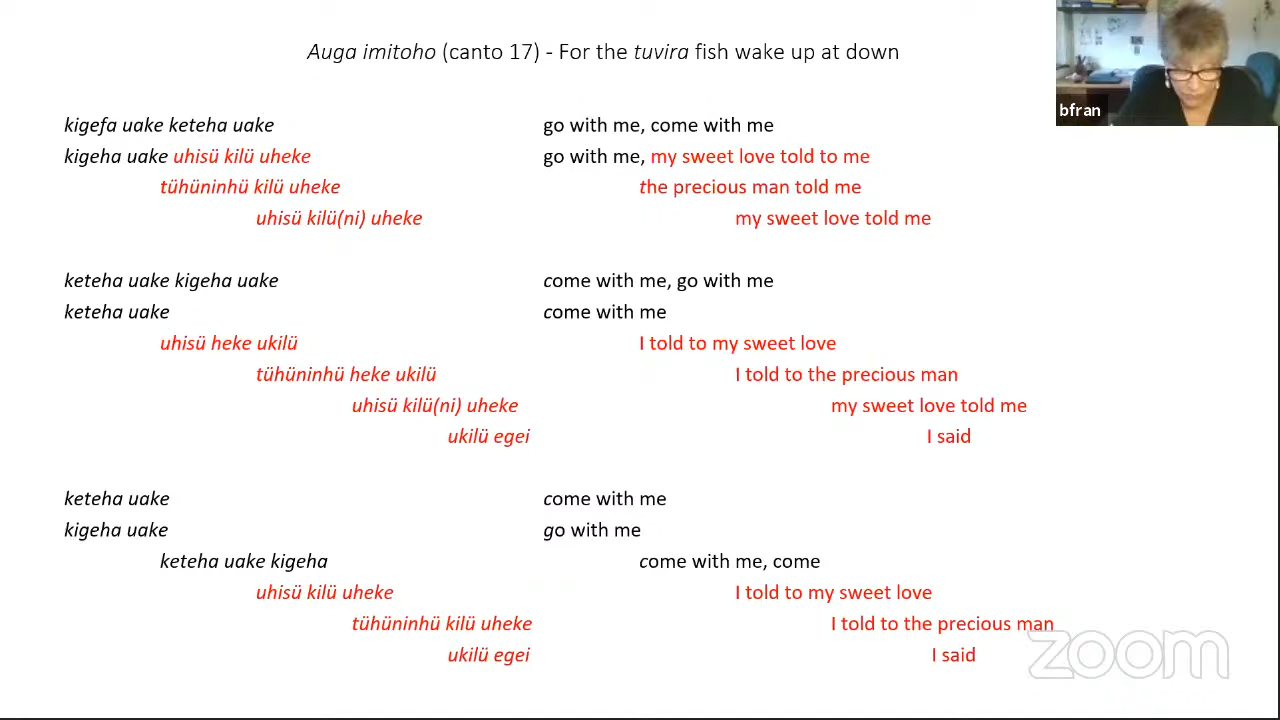 Auga imitoho (canto 17) - For the tuvira fish wake up at down
bfran
kigefa uake keteha uake go with me, come with me
kigeha uake uhisü kilü uheke go with me, my sweet love told to me
tühüninhü kilü uheke the precious man told me
uhisü kilü(ni) uheke my sweet love told me
keteha uake kigeha uake come with me, go with me
keteha uake come with me
uhisü heke ukilü I told to my sweet love
tühüninhü heke ukilü I told to the precious man
uhisü kilü(ni) uheke my sweet love told me
ukilü egei I said
keteha uake come with me
kigeha uake go with me
keteha uake kigeha come with me, come
uhisü kilü uheke I told to my sweet love
tühüninhü kilü uheke I told to the precious man
ukilü egei I said
zoom